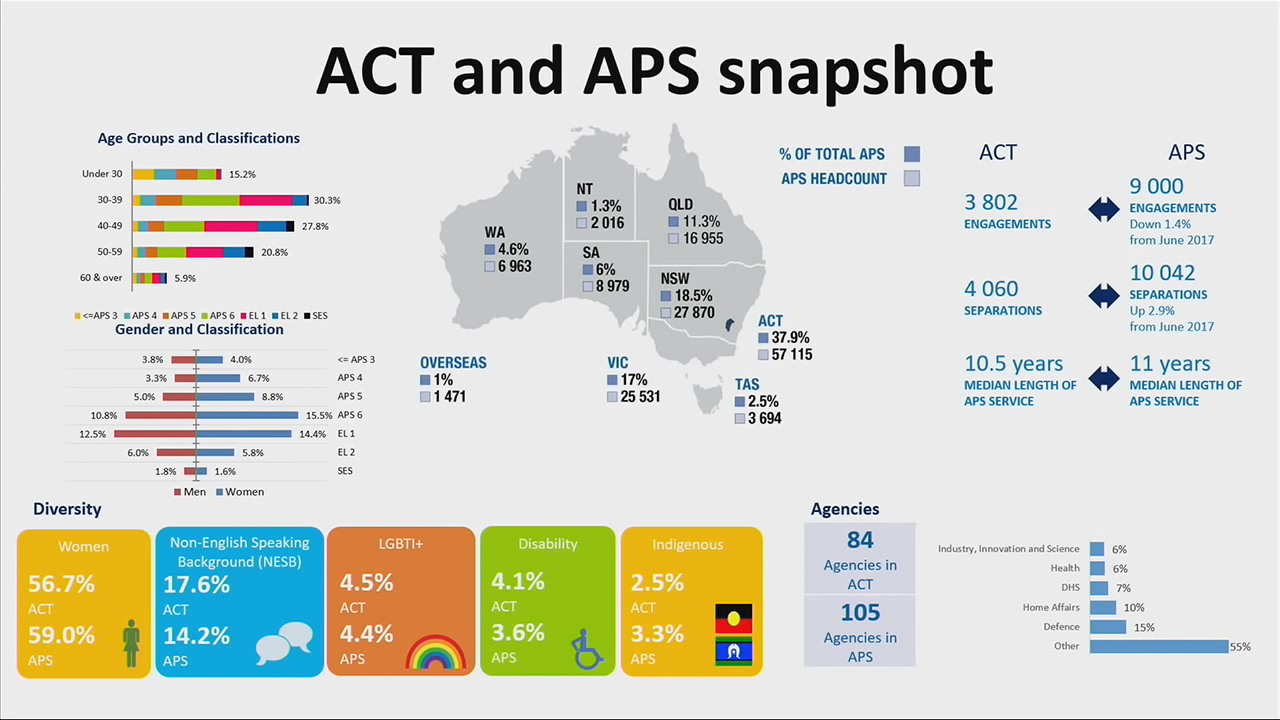 ACT and APS snapshot
Age Groups and Classifications
Under 30 15.2%
30-39 30.3%
40-49 27.8%
50-59 20.8%
60 & over 5.9%
<=APS 3 APS 4 APS 5 APS 6 EL 1 EL 2 SES
Gender and Classification
3.8% 4.0% <= APS 3
3.3% 6.7% APS 4
5.0% 8.8% APS 5
10.8% 15.5% APS 6
12.5% 14.4% EL 1
6.0% 5.8% EL 2
1.8% 1.6% SES
Men Women
% OF TOTAL APS
APS HEADCOUNT
NT
1.3%
2 016
QLD
11.3%
16 955
WA
4.6%
6 963
SA
6%
8 979
NSW
18.5%
27 870
ACT
37.9%
57 115
OVERSEAS
1%
1 471
VIC
17%
25 531
TAS
2.5%
3 694
ACT
APS
3 802
ENGAGEMENTS
9 000
ENGAGEMENTS
Down 1.4%
from June 2017
4 060
SEPARATIONS
10 042
SEPARATIONS
Up 2.9%
from June 2017
10.5 years
MEDIAN LENGTH OF
APS SERVICE
11 years
MEDIAN LENGTH OF
APS SERVICE
Diversity
Women
56.7%
ACT
59.0%
APS
Non-English Speaking
Background (NESB)
17.6%
ACT
14.2%
APS
LGBTI+
4.5%
ACT
4.4%
APS
Disability
4.1%
ACT
3.6%
APS
Indigenous
2.5%
ACT
3.3%
APS
Agencies
84
Agencies in
ACT
105
Agencies in
APS
Industry, Innovation and Science 6%
Health 6%
DHS 7%
Home Affairs 10%
Defence 15%
Other 55%